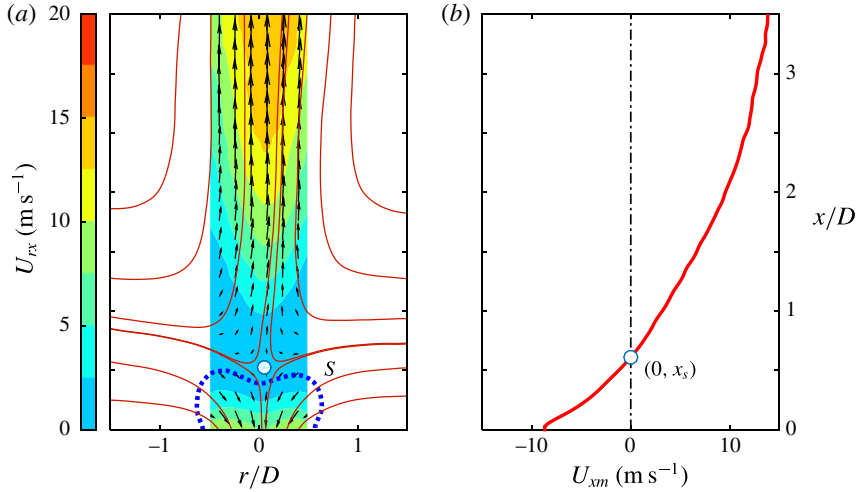 (a)
20
15
10
5
0
U_rx (m s⁻¹)
S
−1
0
1
r/D
(b)
3
2
1
0
x/D
(0, x_s)
−10
0
10
U_xm (m s⁻¹)